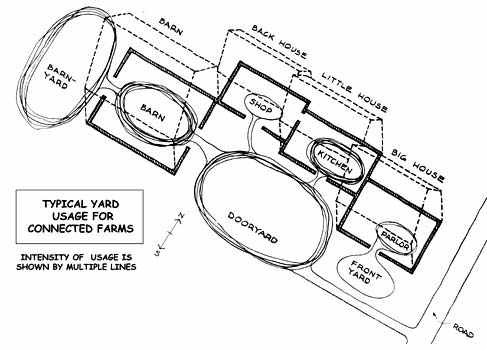 BARN
BACK HOUSE
LITTLE HOUSE
BIG HOUSE
BARN-
YARD
BARN
SHOP
KITCHEN
DOORYARD
PARLOR
FRONT
YARD
ROAD
N
S
TYPICAL YARD
USAGE FOR
CONNECTED FARMS
INTENSITY OF USAGE IS
SHOWN BY MULTIPLE LINES